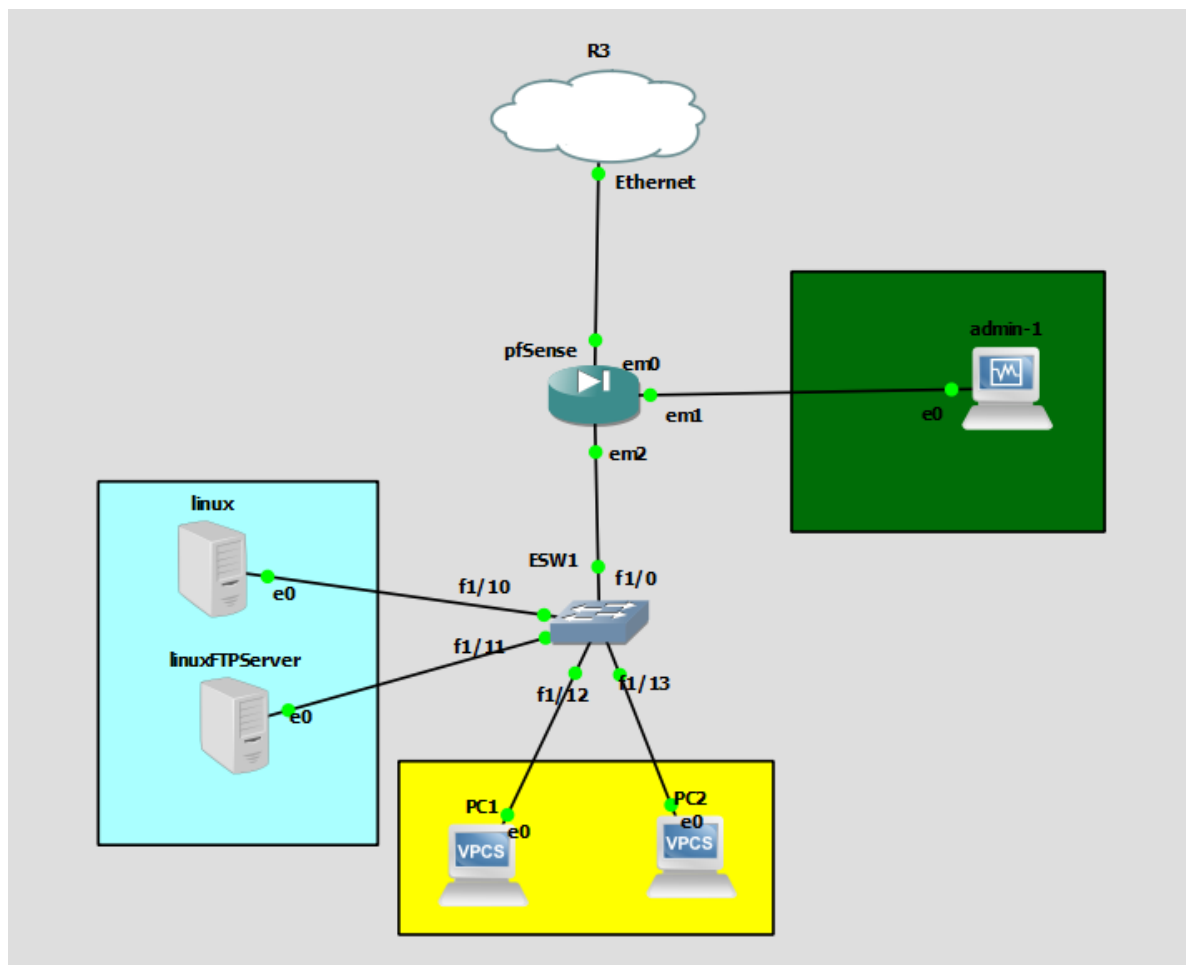 R3
Ethernet
admin-1
pfSense
em0
e0
em1
em2
linux
ESW1
f1/0
f1/10
e0
f1/11
linuxFTPServer
f1/12
f1/13
e0
PC1
PC2
e0
e0
VPCS
VPCS